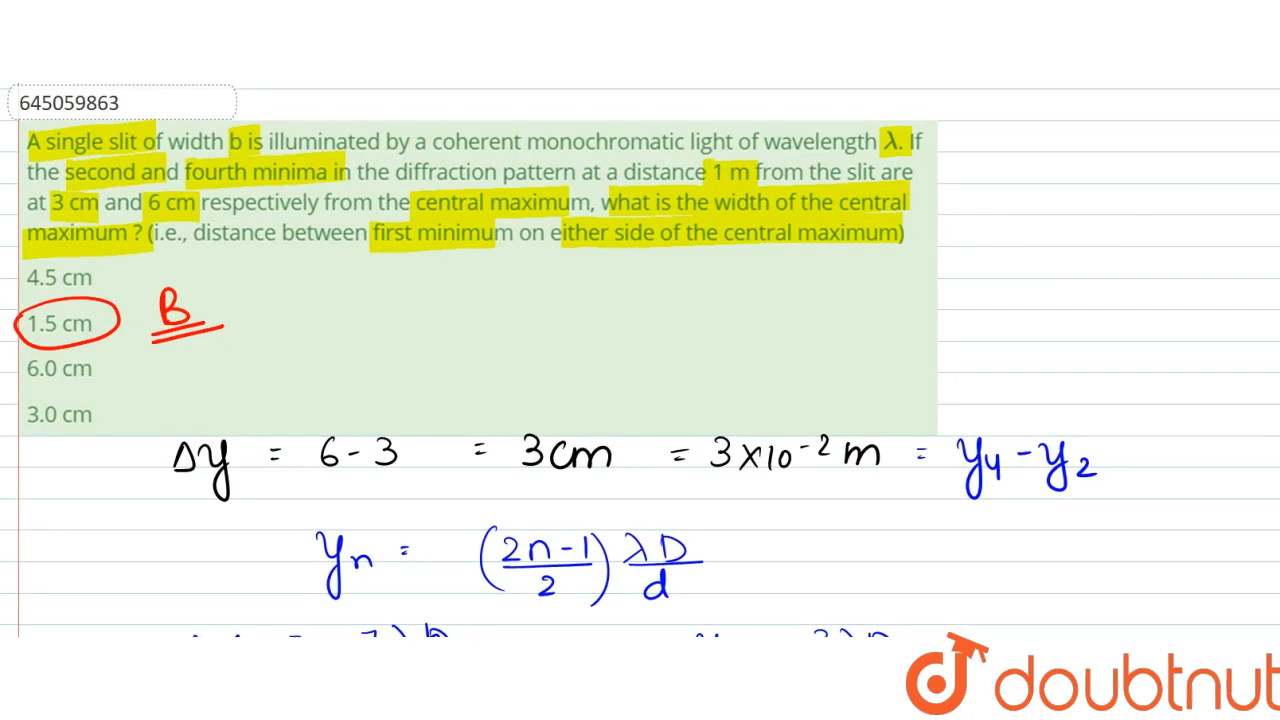 645059863
A single slit of width b is illuminated by a coherent monochromatic light of wavelength λ. If
the second and fourth minima in the diffraction pattern at a distance 1 m from the slit are
at 3 cm and 6 cm respectively from the central maximum, what is the width of the central
maximum ? (i.e., distance between first minimum on either side of the central maximum)
4.5 cm
1.5 cm B
6.0 cm
3.0 cm
Δy = 6 - 3 = 3 cm = 3 × 10⁻² m = y₄ - y₂
yₙ = (2n-1/2) λD/d
doubtnut